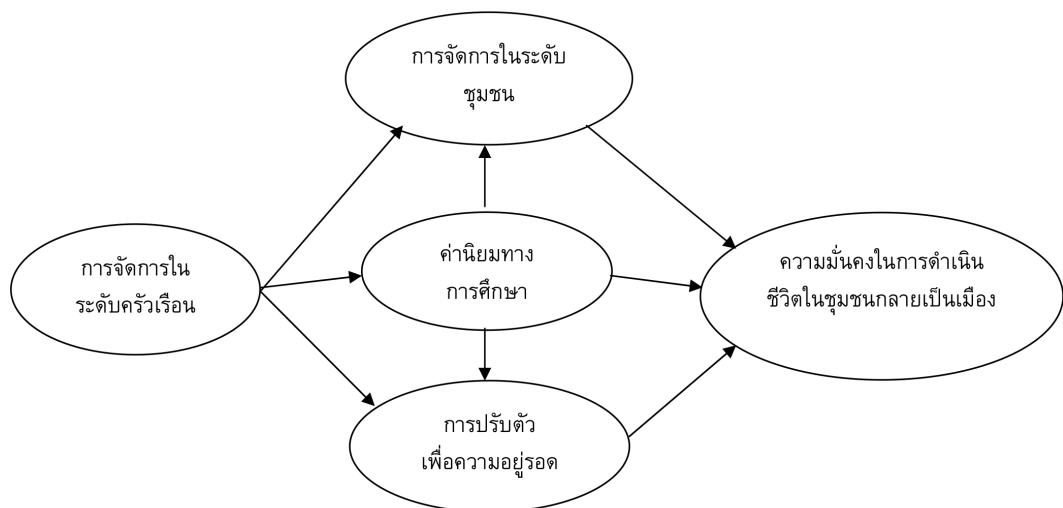 การจัดการในระดับ
ชุมชน
การจัดการใน
ระดับครัวเรือน
ค่านิยมทาง
การศึกษา
ความมั่นคงในการดำเนิน
ชีวิตในชุมชนกลายเป็นเมือง
การปรับตัว
เพื่อความอยู่รอด